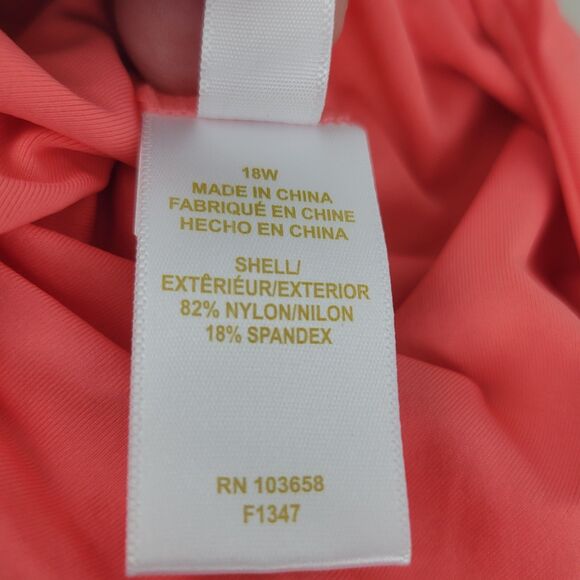 18W
MADE IN CHINA
FABRIQUÉ EN CHINE
HECHO EN CHINA
SHELL/
EXTÊRIÉUR/EXTERIOR
82% NYLON/NILON
18% SPANDEX
RN 103658
F1347